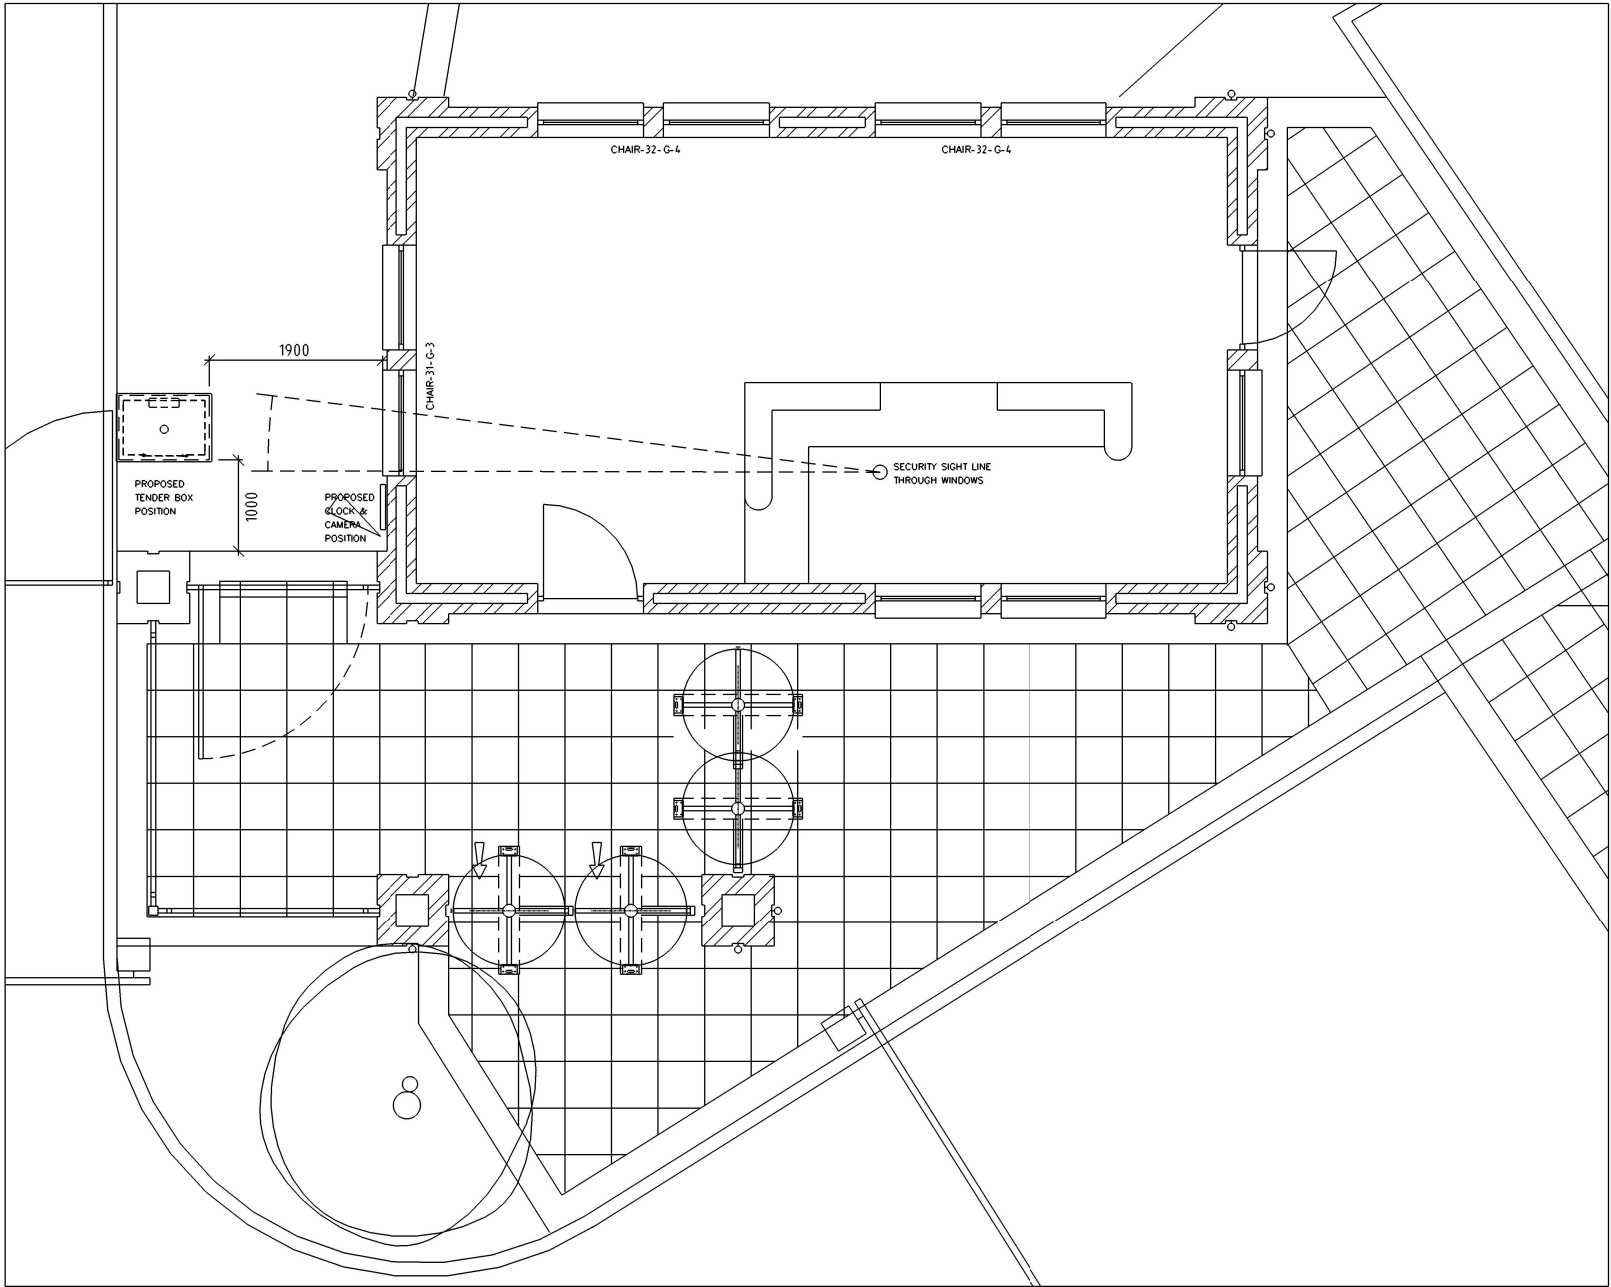 CHAIR-32-G-4
CHAIR-32-G-4
1900
CHAIR-31-G-3
SECURITY SIGHT LINE
THROUGH WINDOWS
PROPOSED
TENDER BOX
POSITION
1000
PROPOSED
CLOCK &
CAMERA
POSITION